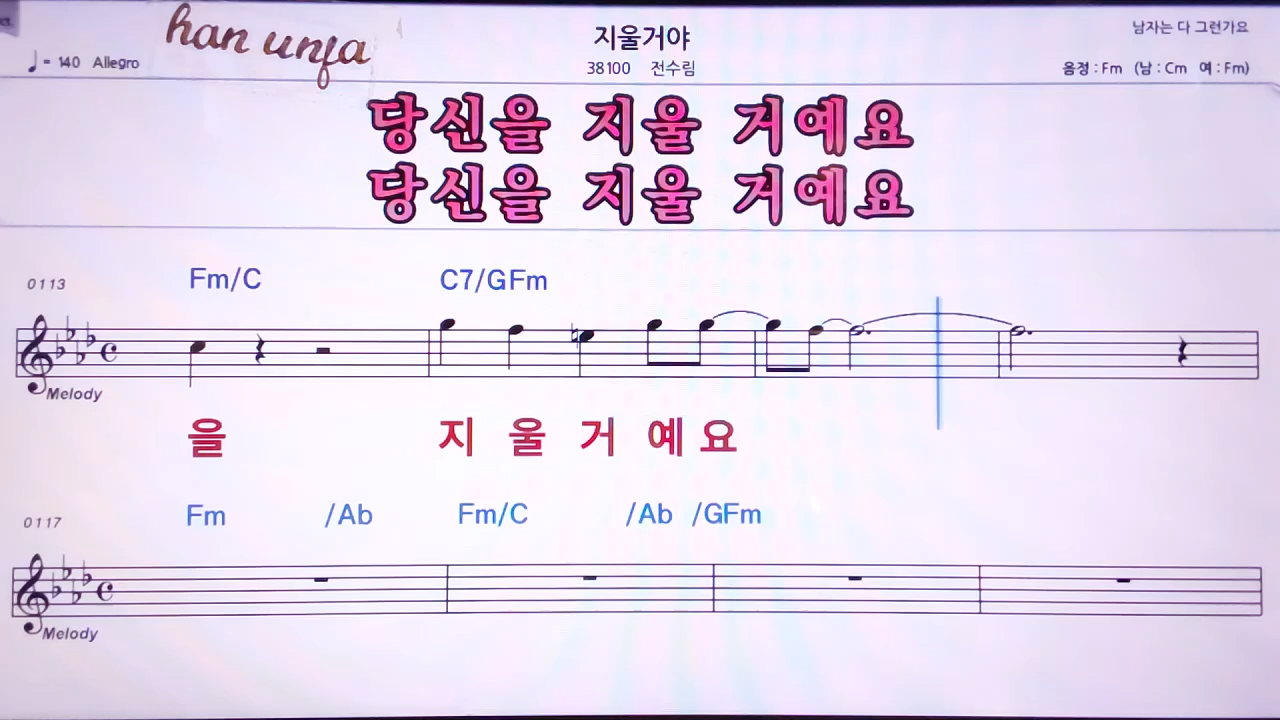 han unfa
지울거야
남자는 다 그런가요
♩= 140 Allegro
38100 전수림
음정 : Fm (남 : Cm 여 : Fm)
당신을 지울 거예요
당신을 지울 거예요
0113 Fm/C C7/GFm
Melody
을 지 울 거 예 요
0117 Fm /Ab Fm/C /Ab /GFm
Melody